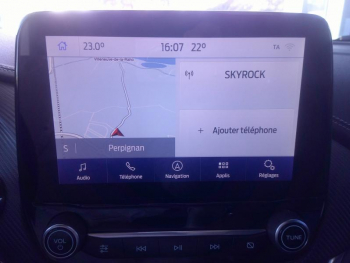 23.0° 16:07 22° TA
SKYROCK
+ Ajouter téléphone
S Perpignan
Audio Téléphone Navigation Applis Réglages
VOL
TUNE